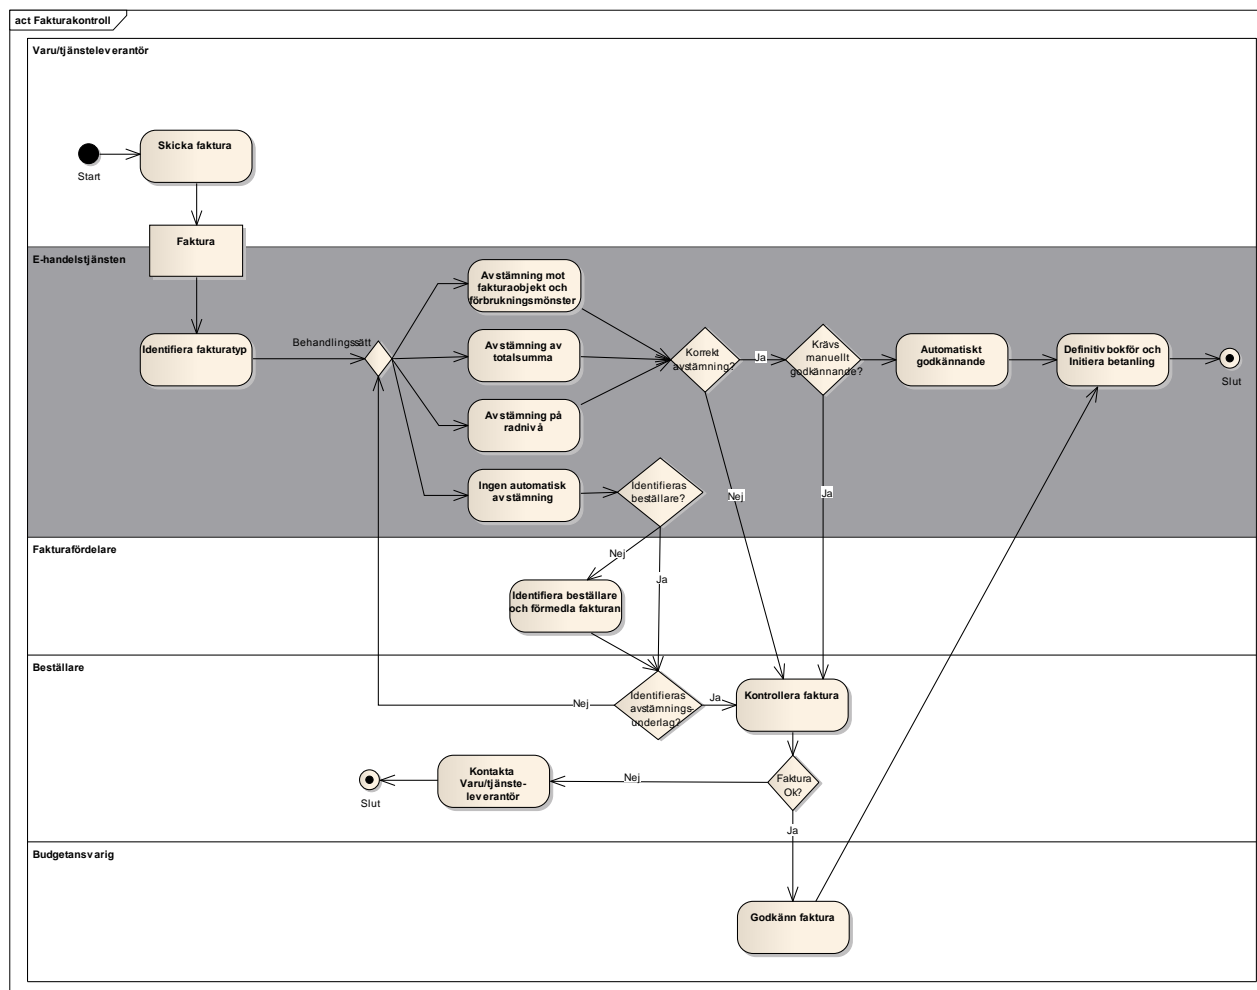 act Fakturakontroll
Varu/tjänsteleverantör
Skicka faktura
Start
Faktura
E-handelstjänsten
Identifiera fakturatyp
Behandlingssätt
Avstämning mot
fakturaobjekt och
förbrukningsmönster
Avstämning av
totalsumma
Avstämning på
radnivå
Ingen automatisk
avstämning
Korrekt
avstämning?
Ja
Krävs
manuellt
godkännande?
Automatiskt
godkännande
Definitivbokför och
Initiera betanling
Slut
Identifieras
beställare?
Nej
Ja
Fakturafördelare
Nej
Ja
Identifiera beställare
och förmedla fakturan
Beställare
Identifieras
avstämnings-
underlag?
Nej
Ja
Kontrollera faktura
Kontakta
Varu/tjänste-
leverantör
Slut
Nej
Faktura
Ok?
Ja
Budgetansvarig
Godkänn faktura